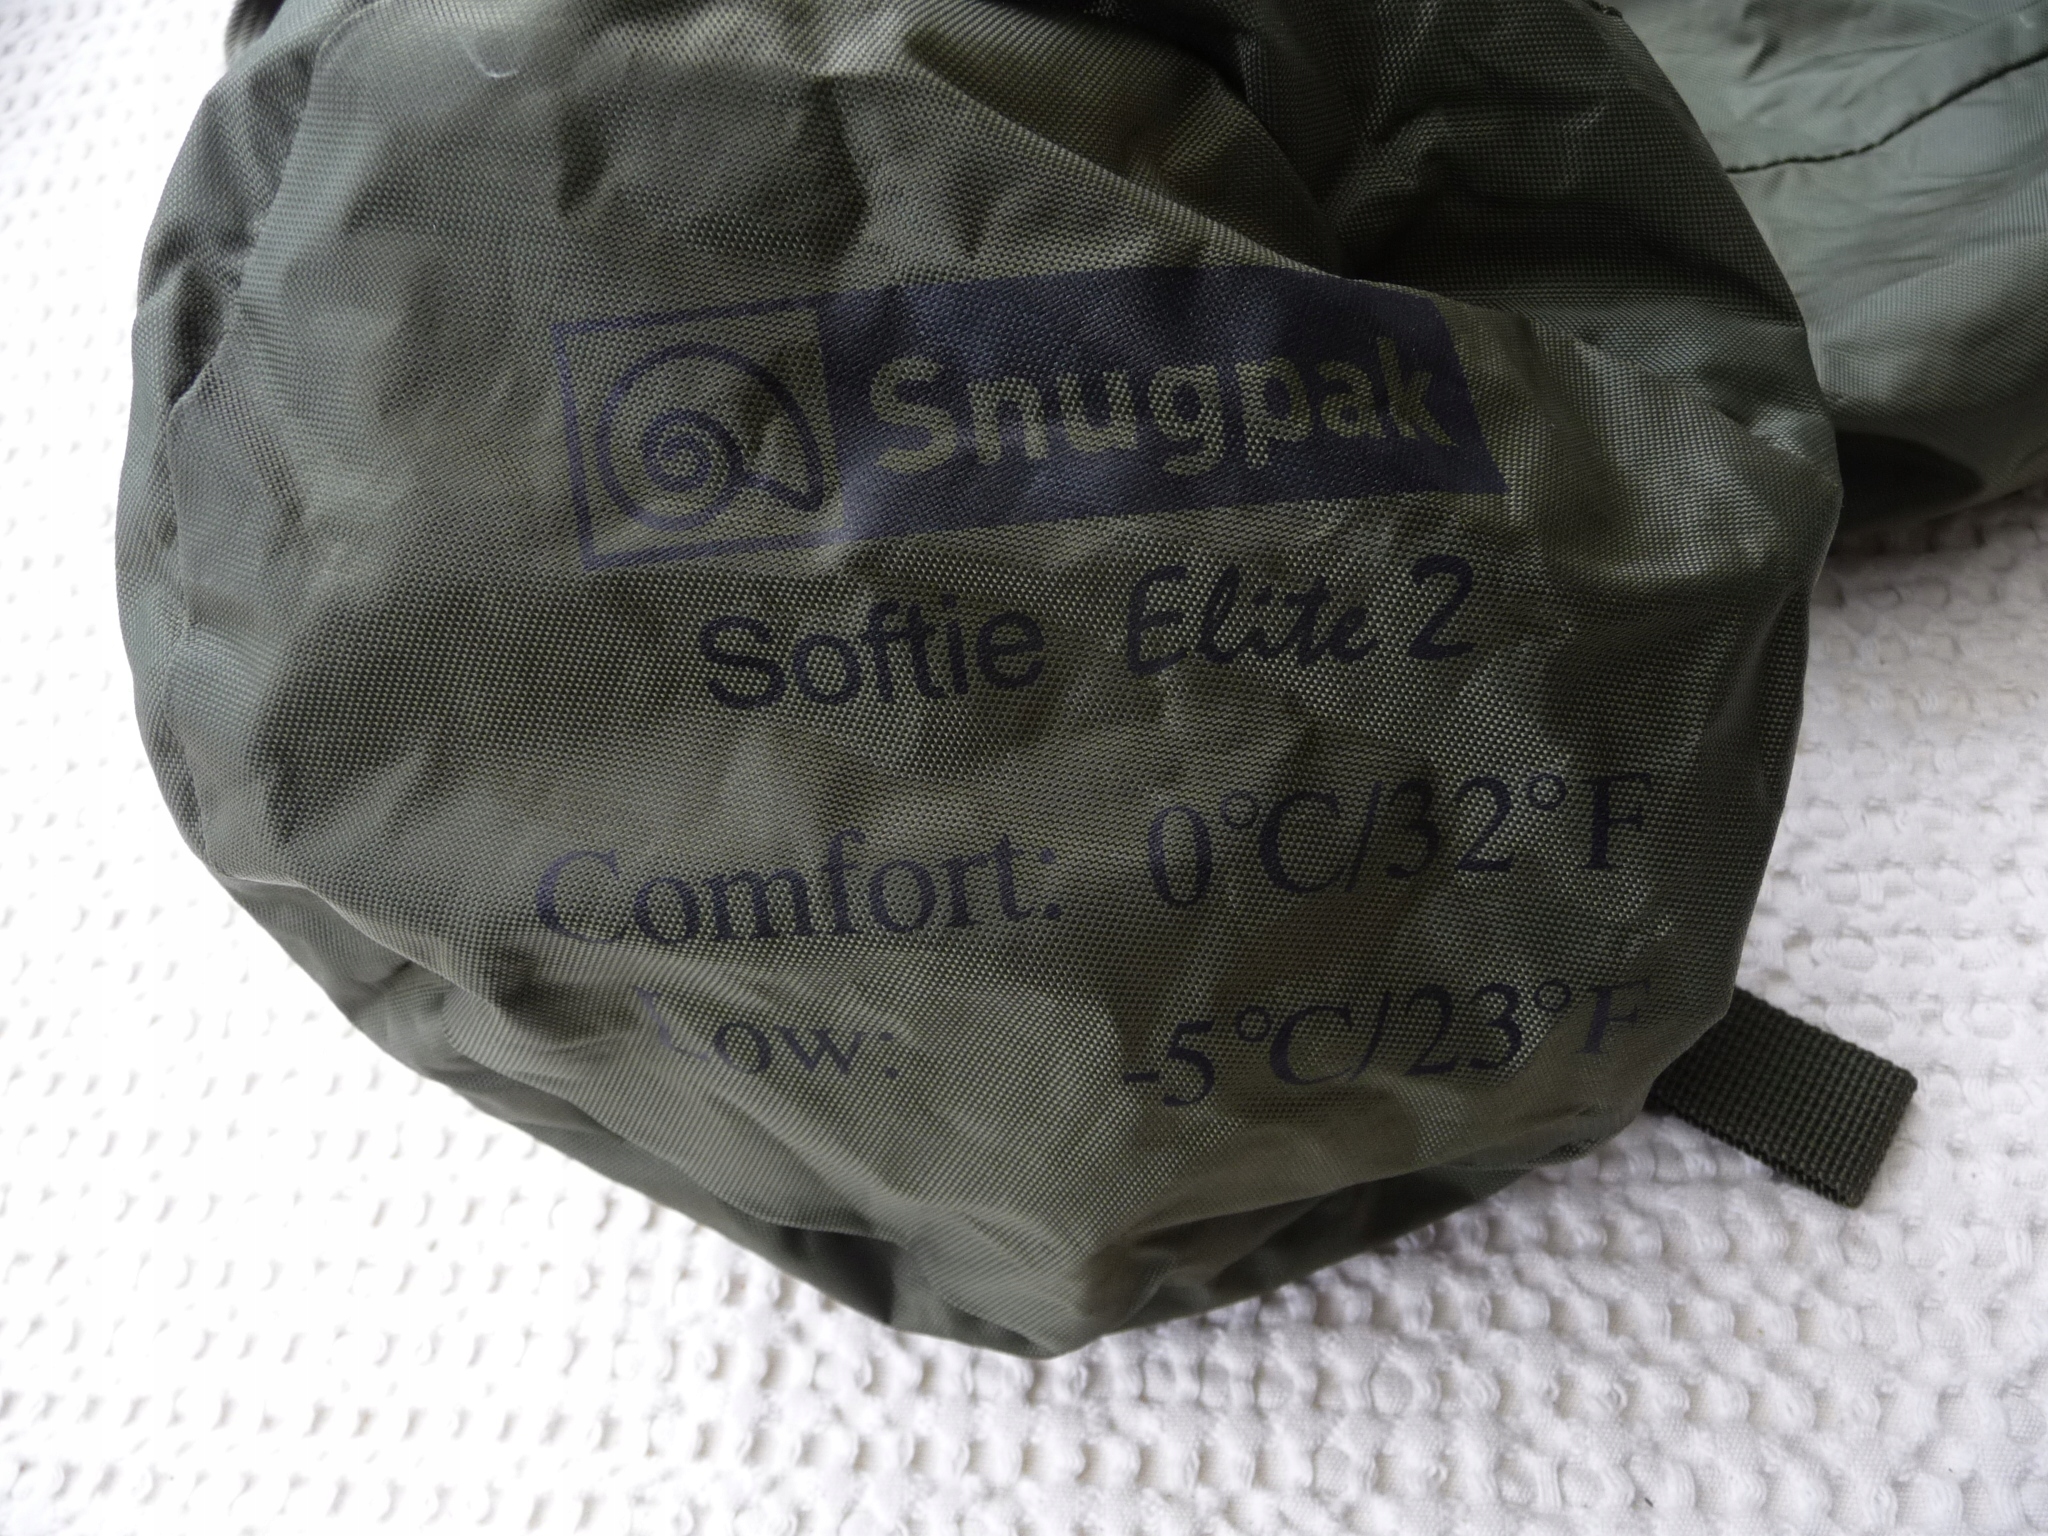 Snugpak
Softie Elite 2
Comfort: 0°C/32°F
Low: -5°C/23°F